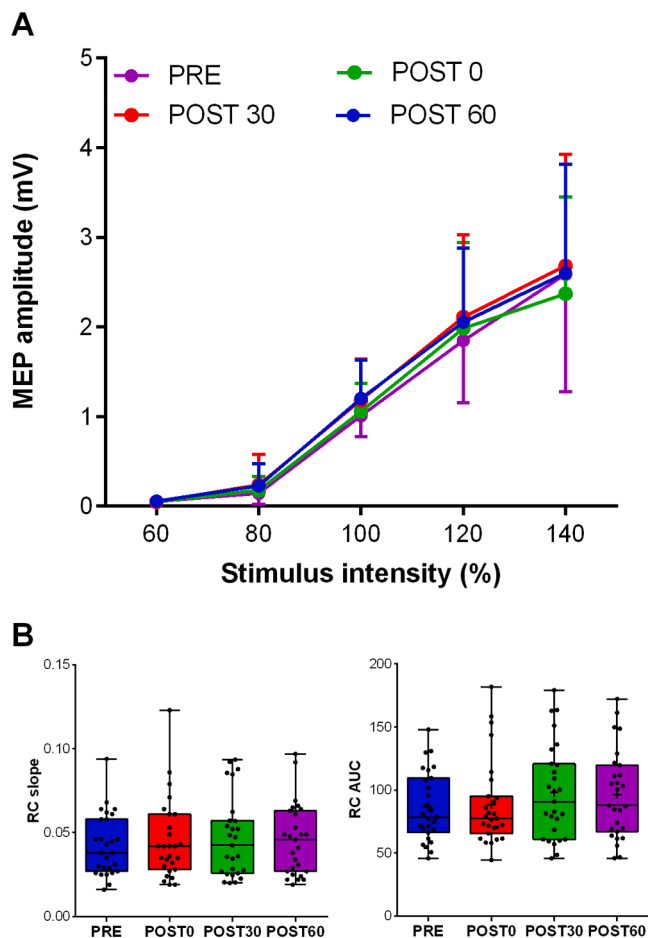 A
PRE
POST 0
POST 30
POST 60
MEP amplitude (mV)
5
4
3
2
1
0
60 80 100 120 140
Stimulus intensity (%)
B
RC slope
0.15
0.10
0.05
0.00
PRE POST0 POST30 POST60
RC AUC
200
150
100
50
0
PRE POST0 POST30 POST60